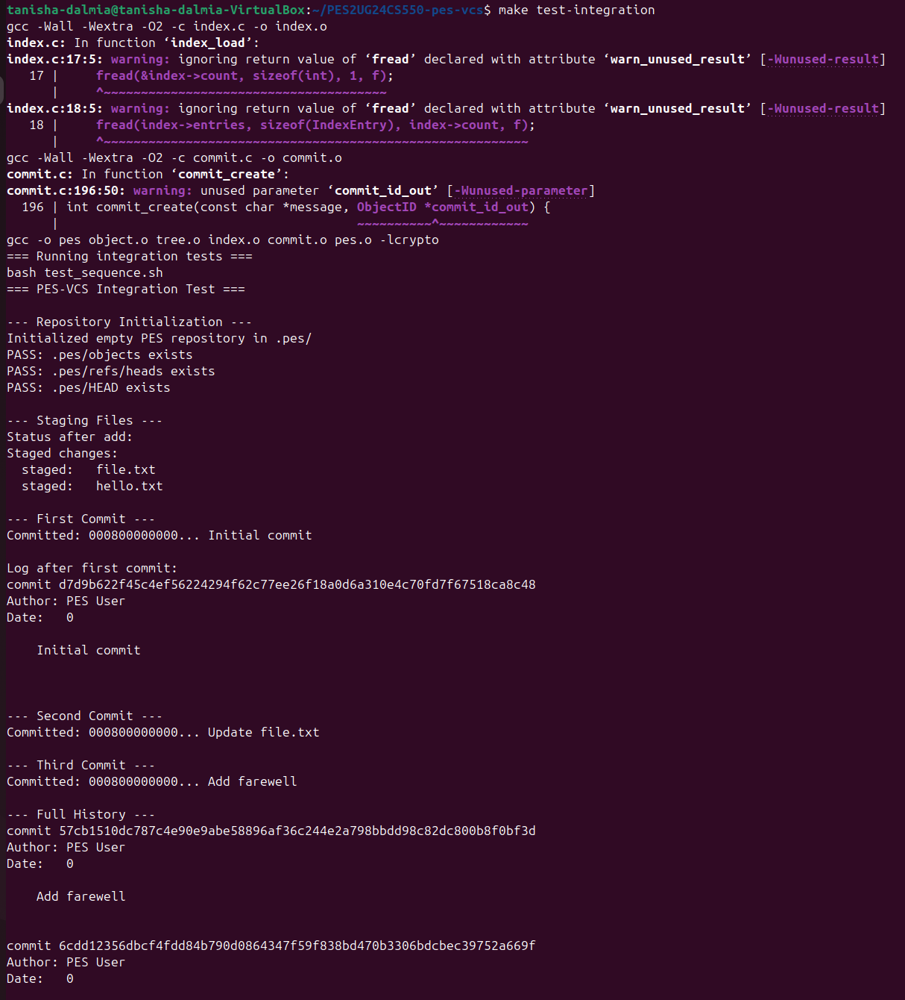 tanisha-dalmia@tanisha-dalmia-VirtualBox:~/PES2UG24CS550-pes-vcs$ make test-integration
gcc -Wall -Wextra -O2 -c index.c -o index.o
index.c: In function ‘index_load’:
index.c:17:5: warning: ignoring return value of ‘fread’ declared with attribute ‘warn_unused_result’ [-Wunused-result]
   17 |     fread(&index->count, sizeof(int), 1, f);
      |     ^~~~~~~~~~~~~~~~~~~~~~~~~~~~~~~~~~~~~~~
index.c:18:5: warning: ignoring return value of ‘fread’ declared with attribute ‘warn_unused_result’ [-Wunused-result]
   18 |     fread(index->entries, sizeof(IndexEntry), index->count, f);
      |     ^~~~~~~~~~~~~~~~~~~~~~~~~~~~~~~~~~~~~~~~~~~~~~~~~~~~~~~~~~
gcc -Wall -Wextra -O2 -c commit.c -o commit.o
commit.c: In function ‘commit_create’:
commit.c:196:50: warning: unused parameter ‘commit_id_out’ [-Wunused-parameter]
  196 | int commit_create(const char *message, ObjectID *commit_id_out) {
      |                                        ~~~~~~~~~~^~~~~~~~~~~~~
gcc -o pes object.o tree.o index.o commit.o pes.o -lcrypto
=== Running integration tests ===
bash test_sequence.sh
=== PES-VCS Integration Test ===

--- Repository Initialization ---
Initialized empty PES repository in .pes/
PASS: .pes/objects exists
PASS: .pes/refs/heads exists
PASS: .pes/HEAD exists

--- Staging Files ---
Status after add:
Staged changes:
  staged:   file.txt
  staged:   hello.txt

--- First Commit ---
Committed: 000800000000... Initial commit

Log after first commit:
commit d7d9b622f45c4ef56224294f62c77ee26f18a0d6a310e4c70fd7f67518ca8c48
Author: PES User
Date:   0

    Initial commit

--- Second Commit ---
Committed: 000800000000... Update file.txt

--- Third Commit ---
Committed: 000800000000... Add farewell

--- Full History ---
commit 57cb1510dc787c4e90e9abe58896af36c244e2a798bbdd98c82dc800b8f0bf3d
Author: PES User
Date:   0

    Add farewell

commit 6cdd12356dbcf4fdd84b790d0864347f59f838bd470b3306bdcbec39752a669f
Author: PES User
Date:   0